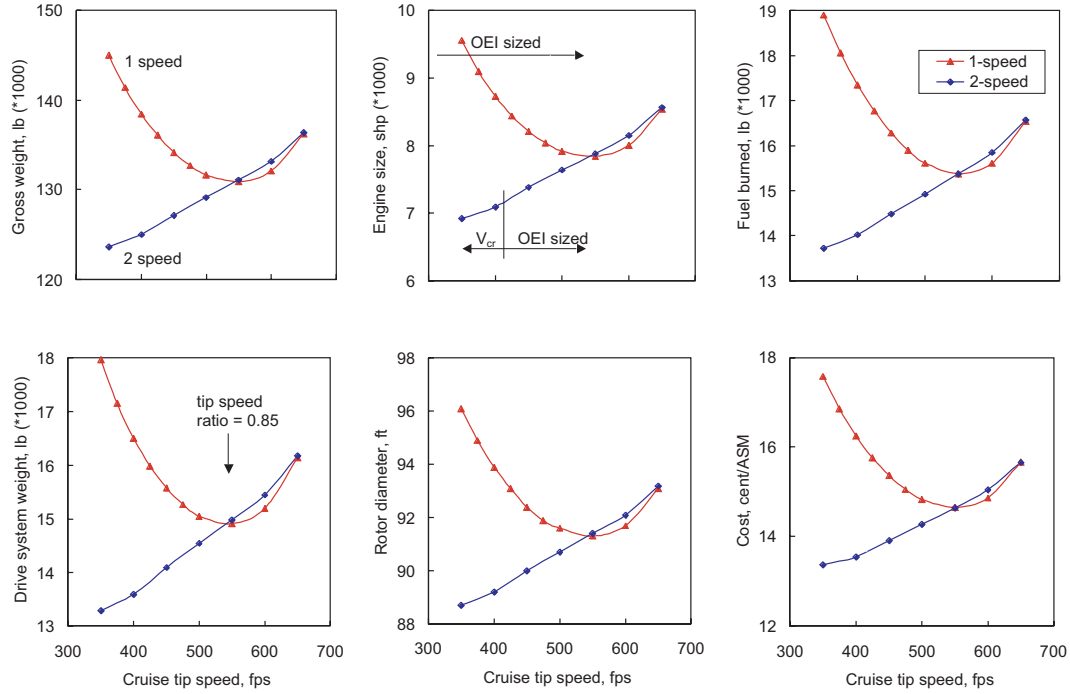 Gross weight, lb (*1000)
150
140
130
120
1 speed
2 speed
Engine size, shp (*1000)
10
9
8
7
6
OEI sized
V_cr OEI sized
Fuel burned, lb (*1000)
19
18
17
16
15
14
13
1-speed
2-speed
Drive system weight, lb (*1000)
18
17
16
15
14
13
tip speed
ratio = 0.85
300 400 500 600 700
Cruise tip speed, fps
Rotor diameter, ft
98
96
94
92
90
88
300 400 500 600 700
Cruise tip speed, fps
Cost, cent/ASM
18
16
14
12
300 400 500 600 700
Cruise tip speed, fps